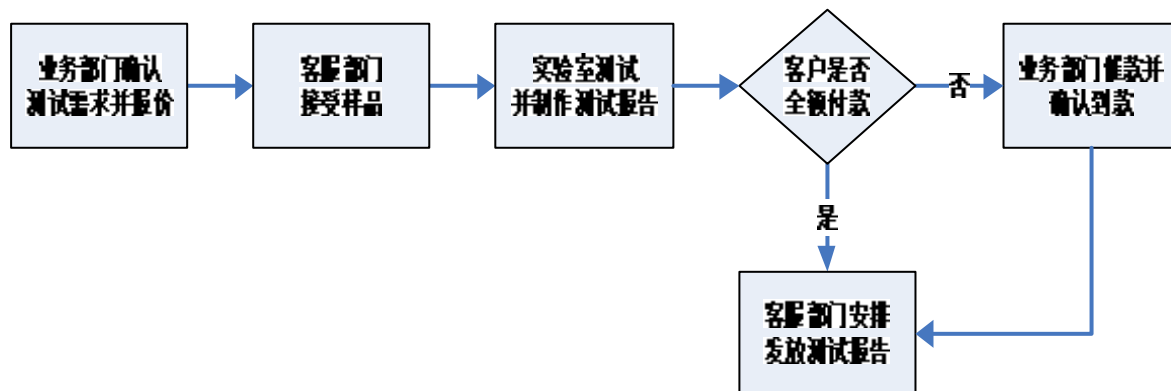 业务部门确认
测试需求并报价
客服部门
接受样品
实验室测试
并制作测试报告
客户是否
全额付款
否
业务部门催款并
确认到款
是
客服部门安排
发放测试报告